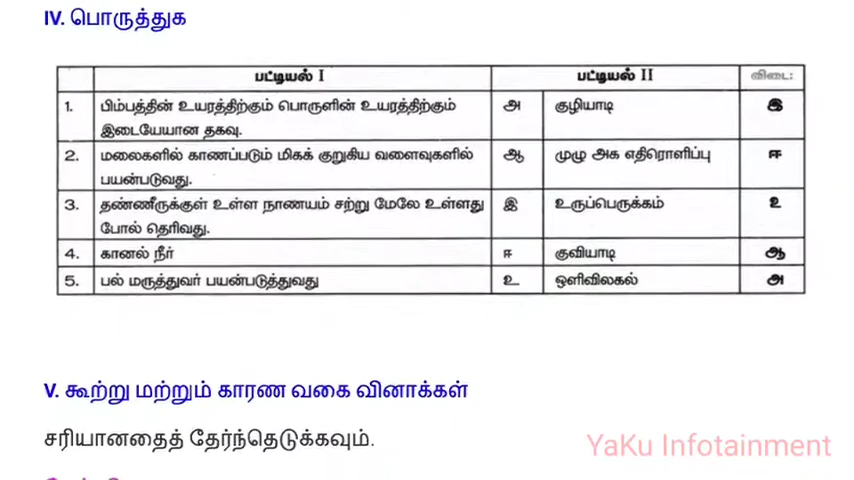 IV. பொருத்துக
பட்டியல் I பட்டியல் II விடை:
1. பிம்பத்தின் உயரத்திற்கும் பொருளின் உயரத்திற்கும் அ குழியாடி இ
இடையேயான தகவு.
2. மலைகளில் காணப்படும் மிகக் குறுகிய வளைவுகளில் ஆ முழு அக எதிரொளிப்பு ஈ
பயன்படுவது.
3. தண்ணீருக்குள் உள்ள நாணயம் சற்று மேலே உள்ளது இ உருப்பெருக்கம் உ
போல் தெரிவது.
4. கானல் நீர் ஈ குவியாடி ஆ
5. பல் மருத்துவர் பயன்படுத்துவது உ ஒளிவிலகல் அ
V. கூற்று மற்றும் காரண வகை வினாக்கள்
சரியானதைத் தேர்ந்தெடுக்கவும்.
YaKu Infotainment